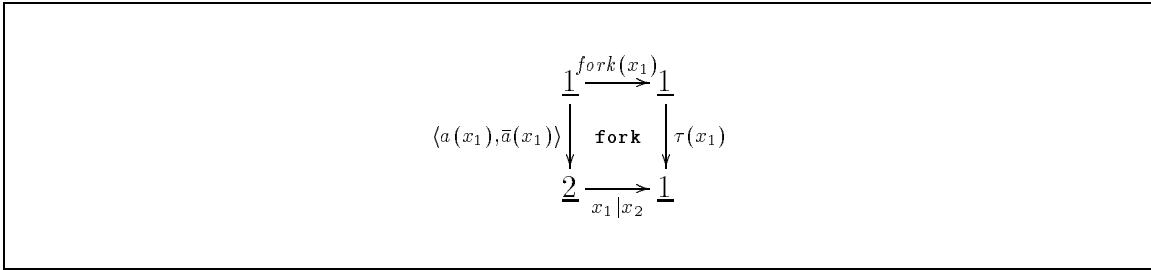 fork(x₁)
1 1
⟨a(x₁),ā(x₁)⟩ fork τ(x₁)
2 1
x₁|x₂